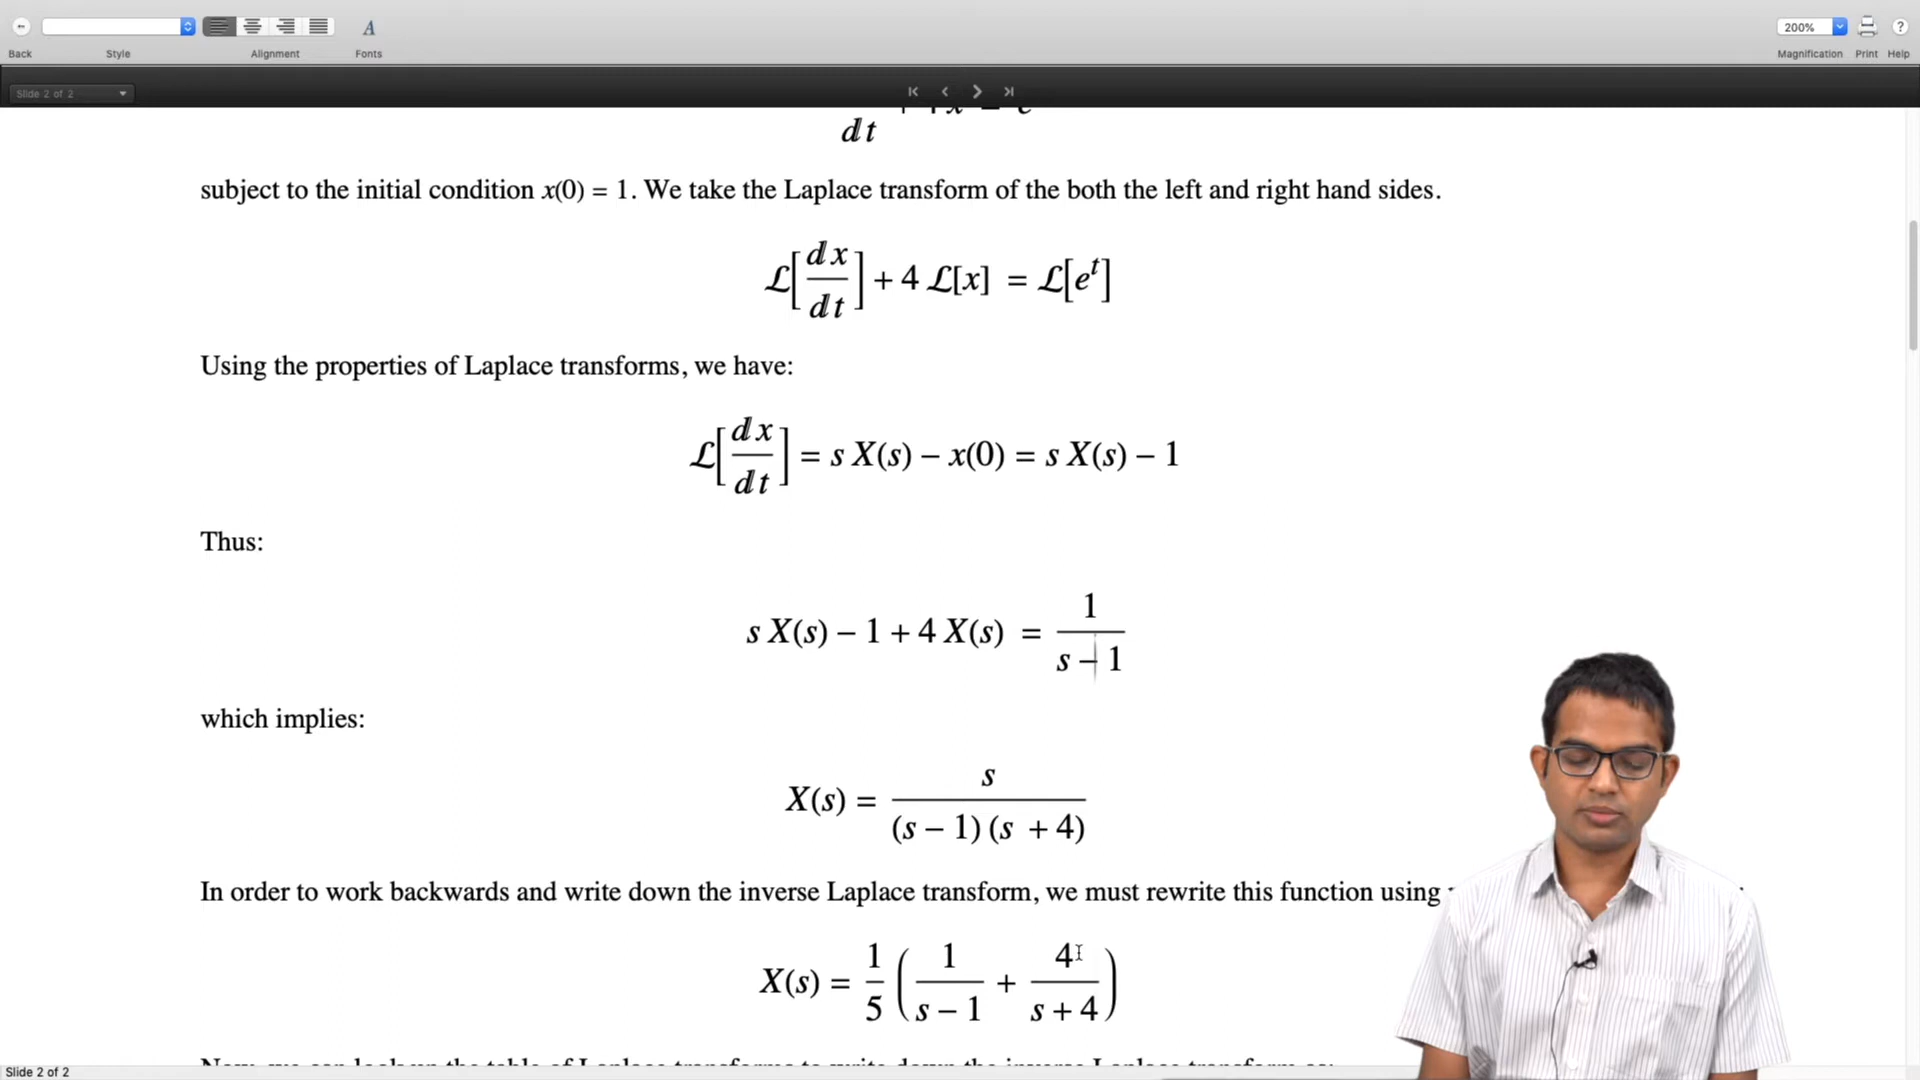 200%
Back Style Alignment Fonts Magnification Print Help
Slide 2 of 2
dt
subject to the initial condition x(0) = 1. We take the Laplace transform of the both the left and right hand sides.
ℒ[dx/dt] + 4 ℒ[x] = ℒ[e^t]
Using the properties of Laplace transforms, we have:
ℒ[dx/dt] = s X(s) − x(0) = s X(s) − 1
Thus:
s X(s) − 1 + 4 X(s) = 1/(s − 1)
which implies:
X(s) = s/((s − 1) (s + 4))
In order to work backwards and write down the inverse Laplace transform, we must rewrite this function using
X(s) = 1/5 (1/(s − 1) + 4/(s + 4))
Slide 2 of 2